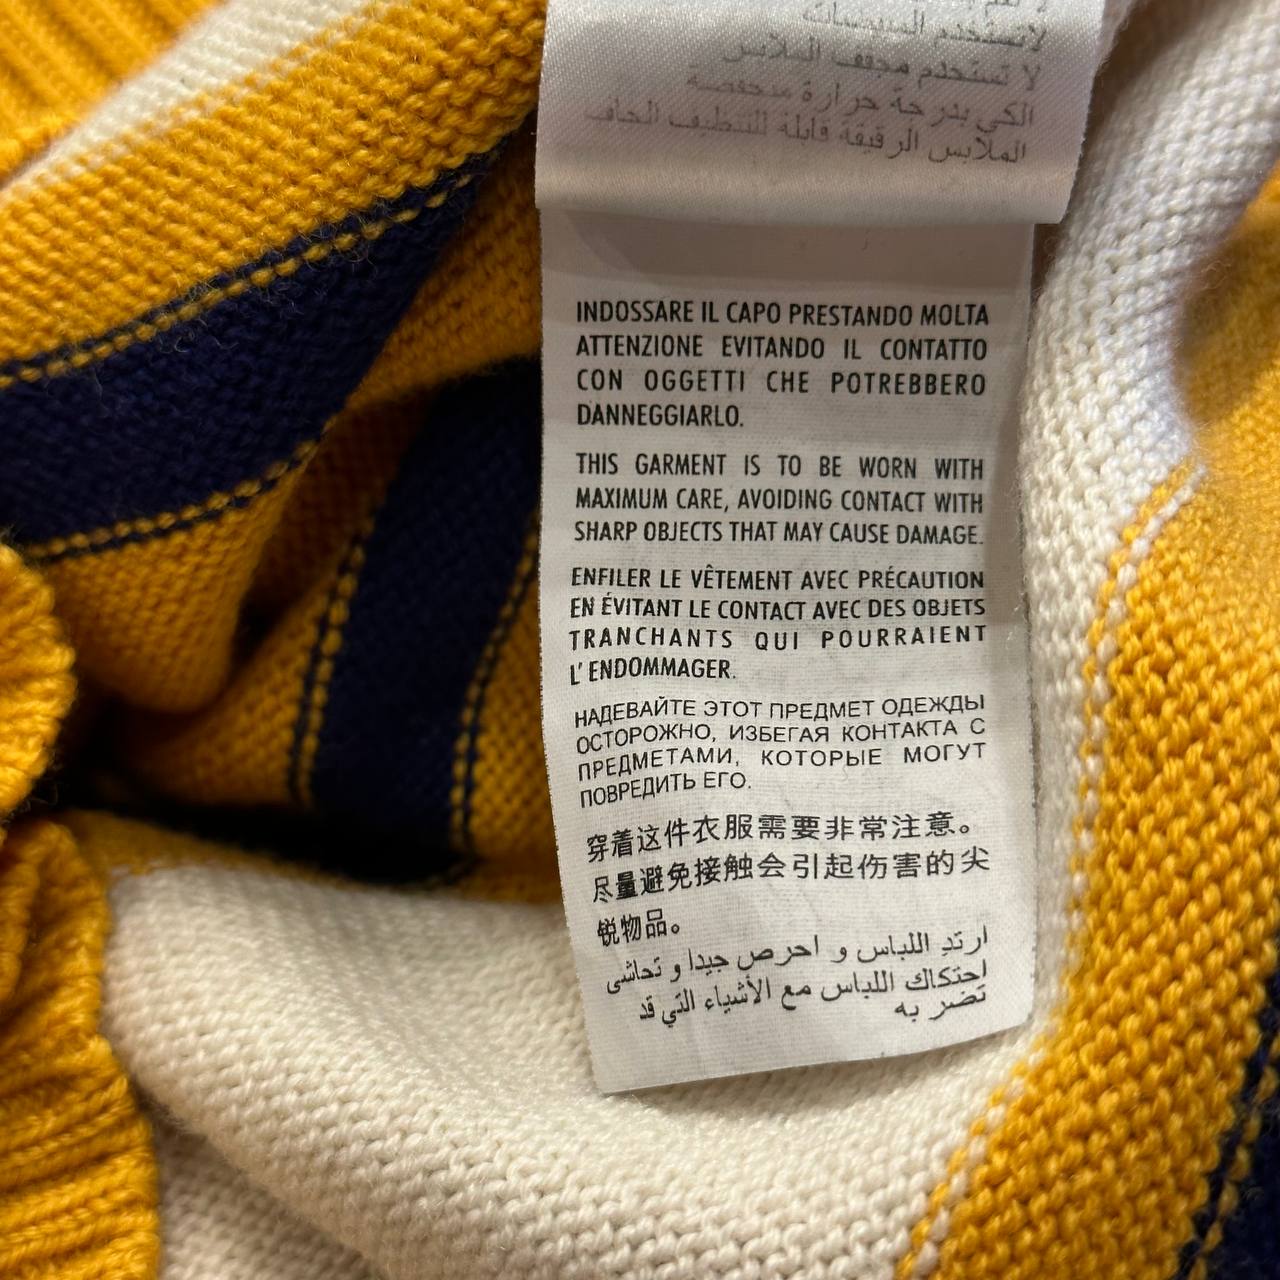 لا تستخدم المبيضات
لا تستخدم مجفف الملابس
الكي بدرجة حرارة منخفضة
الملابس الرقيقة قابلة للتنظيف الجاف
INDOSSARE IL CAPO PRESTANDO MOLTA
ATTENZIONE EVITANDO IL CONTATTO
CON OGGETTI CHE POTREBBERO
DANNEGGIARLO.
THIS GARMENT IS TO BE WORN WITH
MAXIMUM CARE, AVOIDING CONTACT WITH
SHARP OBJECTS THAT MAY CAUSE DAMAGE.
ENFILER LE VÊTEMENT AVEC PRÉCAUTION
EN ÉVITANT LE CONTACT AVEC DES OBJETS
TRANCHANTS QUI POURRAIENT
L' ENDOMMAGER.
НАДЕВАЙТЕ ЭТОТ ПРЕДМЕТ ОДЕЖДЫ
ОСТОРОЖНО, ИЗБЕГАЯ КОНТАКТА С
ПРЕДМЕТАМИ, КОТОРЫЕ МОГУТ
ПОВРЕДИТЬ ЕГО.
穿着这件衣服需要非常注意。
尽量避免接触会引起伤害的尖
锐物品。
ارتدِ اللباس و احرص جيدا و تحاشى
احتكاك اللباس مع الأشياء التي قد
تضر به